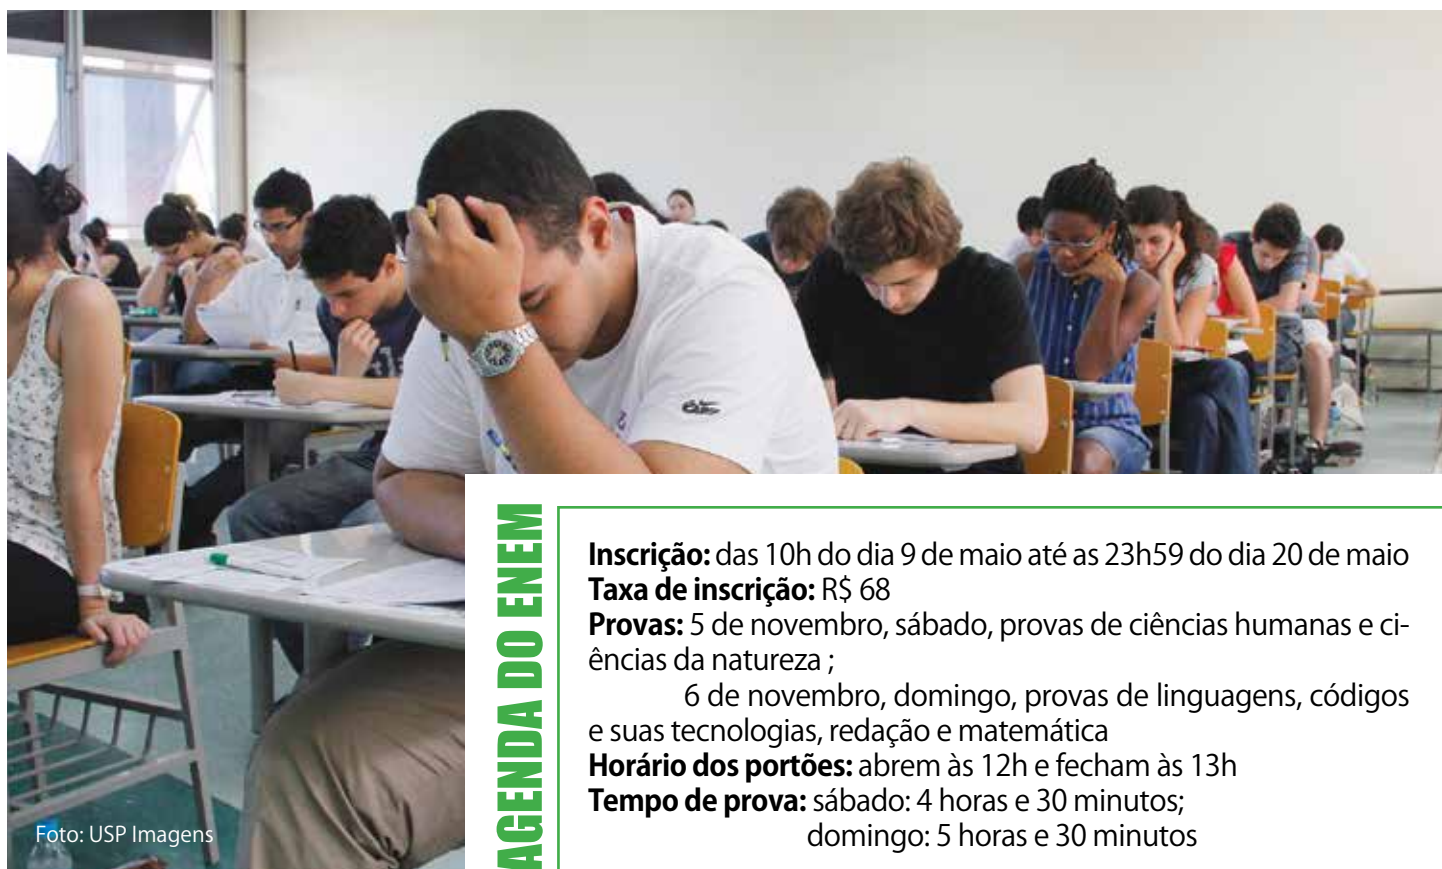 AGENDA DO ENEM
Inscrição: das 10h do dia 9 de maio até as 23h59 do dia 20 de maio
Taxa de inscrição: R$ 68
Provas: 5 de novembro, sábado, provas de ciências humanas e ci-
ências da natureza ;
6 de novembro, domingo, provas de linguagens, códigos
e suas tecnologias, redação e matemática
Horário dos portões: abrem às 12h e fecham às 13h
Tempo de prova: sábado: 4 horas e 30 minutos;
domingo: 5 horas e 30 minutos
Foto: USP Imagens